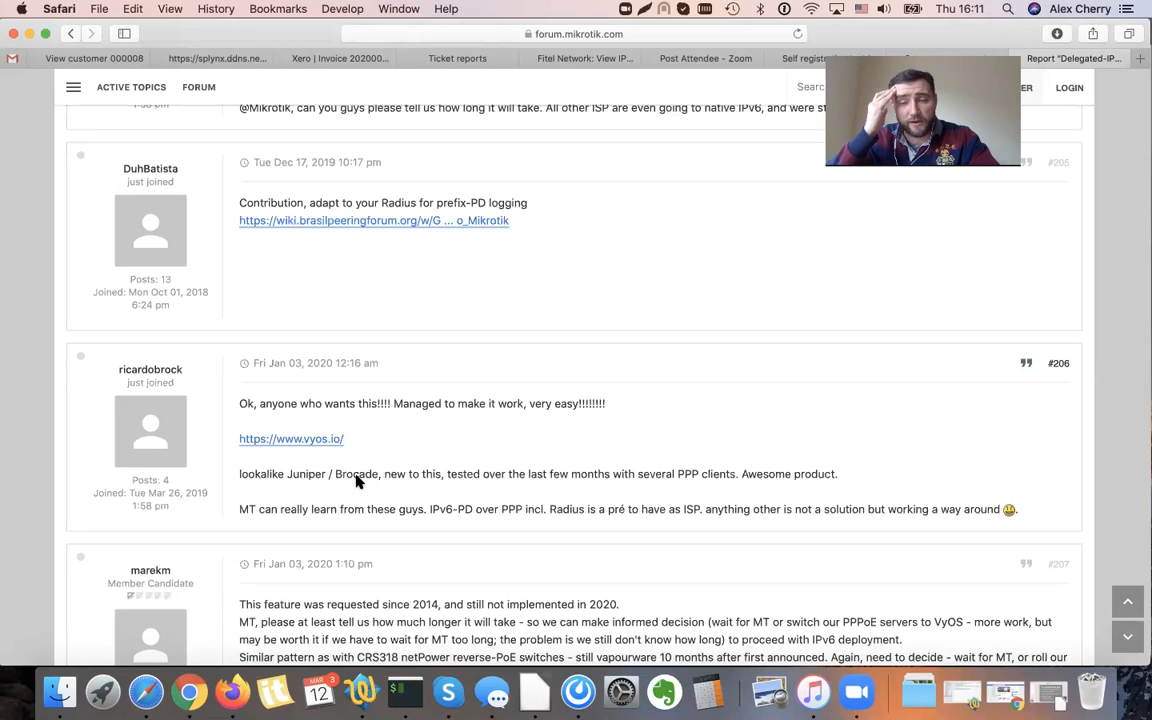 Safari File Edit View History Bookmarks Develop Window Help Thu 16:11 Alex Cherry
forum.mikrotik.com
View customer 000008 https://splynx.ddns.ne... Xero | Invoice 202000... Ticket reports Fitel Network: View IP... Post Attendee - Zoom Self regist Report "Delegated-IP...
ACTIVE TOPICS FORUM Searc ER LOGIN
@Mikrotik, can you guys please tell us how long it will take. All other ISP are even going to native IPv6, and were st
DuhBatista
just joined
Posts: 13
Joined: Mon Oct 01, 2018
6:24 pm
Tue Dec 17, 2019 10:17 pm #205
Contribution, adapt to your Radius for prefix-PD logging
https://wiki.brasilpeeringforum.org/w/G ... o_Mikrotik
ricardobrock
just joined
Posts: 4
Joined: Tue Mar 26, 2019
1:58 pm
Fri Jan 03, 2020 12:16 am #206
Ok, anyone who wants this!!!! Managed to make it work, very easy!!!!!!!!
https://www.vyos.io/
lookalike Juniper / Brocade, new to this, tested over the last few months with several PPP clients. Awesome product.
MT can really learn from these guys. IPv6-PD over PPP incl. Radius is a pré to have as ISP. anything other is not a solution but working a way around
marekm
Member Candidate
Fri Jan 03, 2020 1:10 pm #207
This feature was requested since 2014, and still not implemented in 2020.
MT, please at least tell us how much longer it will take - so we can make informed decision (wait for MT or switch our PPPoE servers to VyOS - more work, but
may be worth it if we have to wait for MT too long; the problem is we still don't know how long) to proceed with IPv6 deployment.
Similar pattern as with CRS318 netPower reverse-PoE switches - still vapourware 10 months after first announced. Again, need to decide - wait for MT, or roll our
MAR
12
3